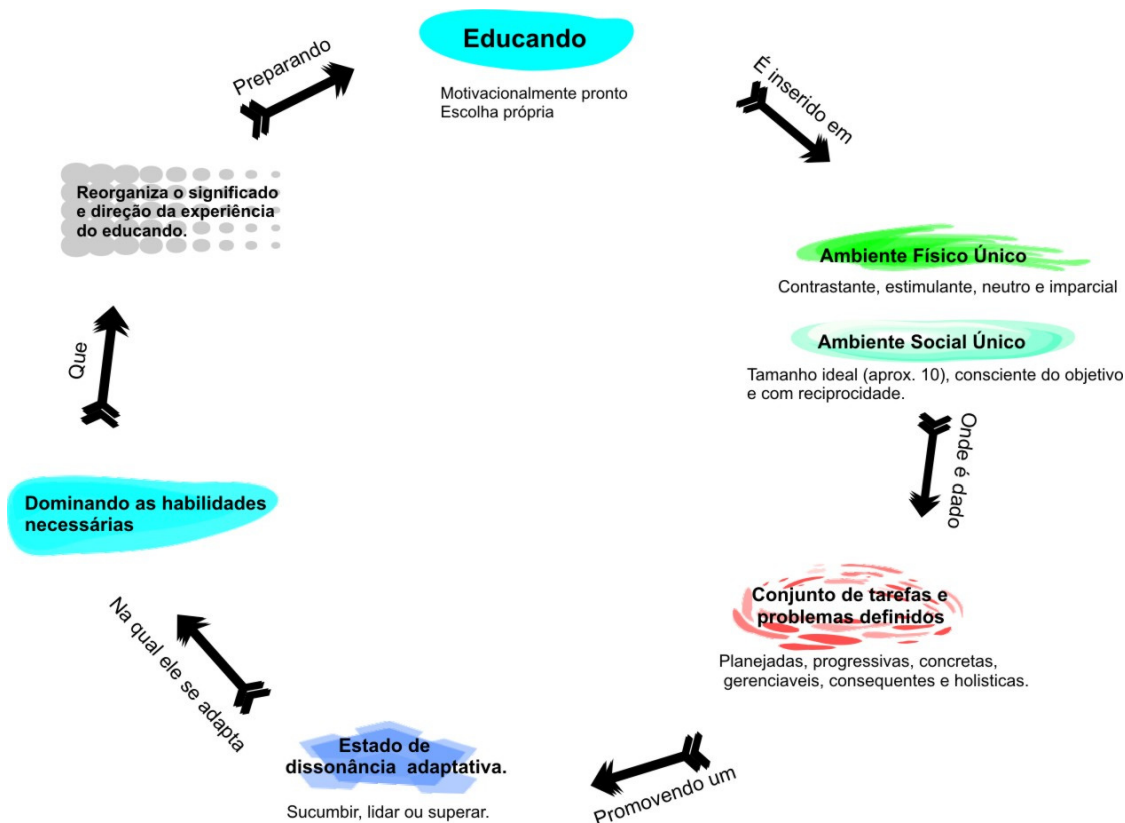 Educando
Motivacionalmente pronto
Escolha própria
É inserido em
Ambiente Físico Único
Contrastante, estimulante, neutro e imparcial
Ambiente Social Único
Tamanho ideal (aprox. 10), consciente do objetivo
e com reciprocidade.
Onde é dado
Conjunto de tarefas e
problemas definidos
Planejadas, progressivas, concretas,
gerenciaveis, consequentes e holisticas.
Promovendo um
Estado de
dissonância adaptativa.
Sucumbir, lidar ou superar.
Na qual ele se adapta
Dominando as habilidades
necessárias
Que
Reorganiza o significado
e direção da experiência
do educando.
Preparando